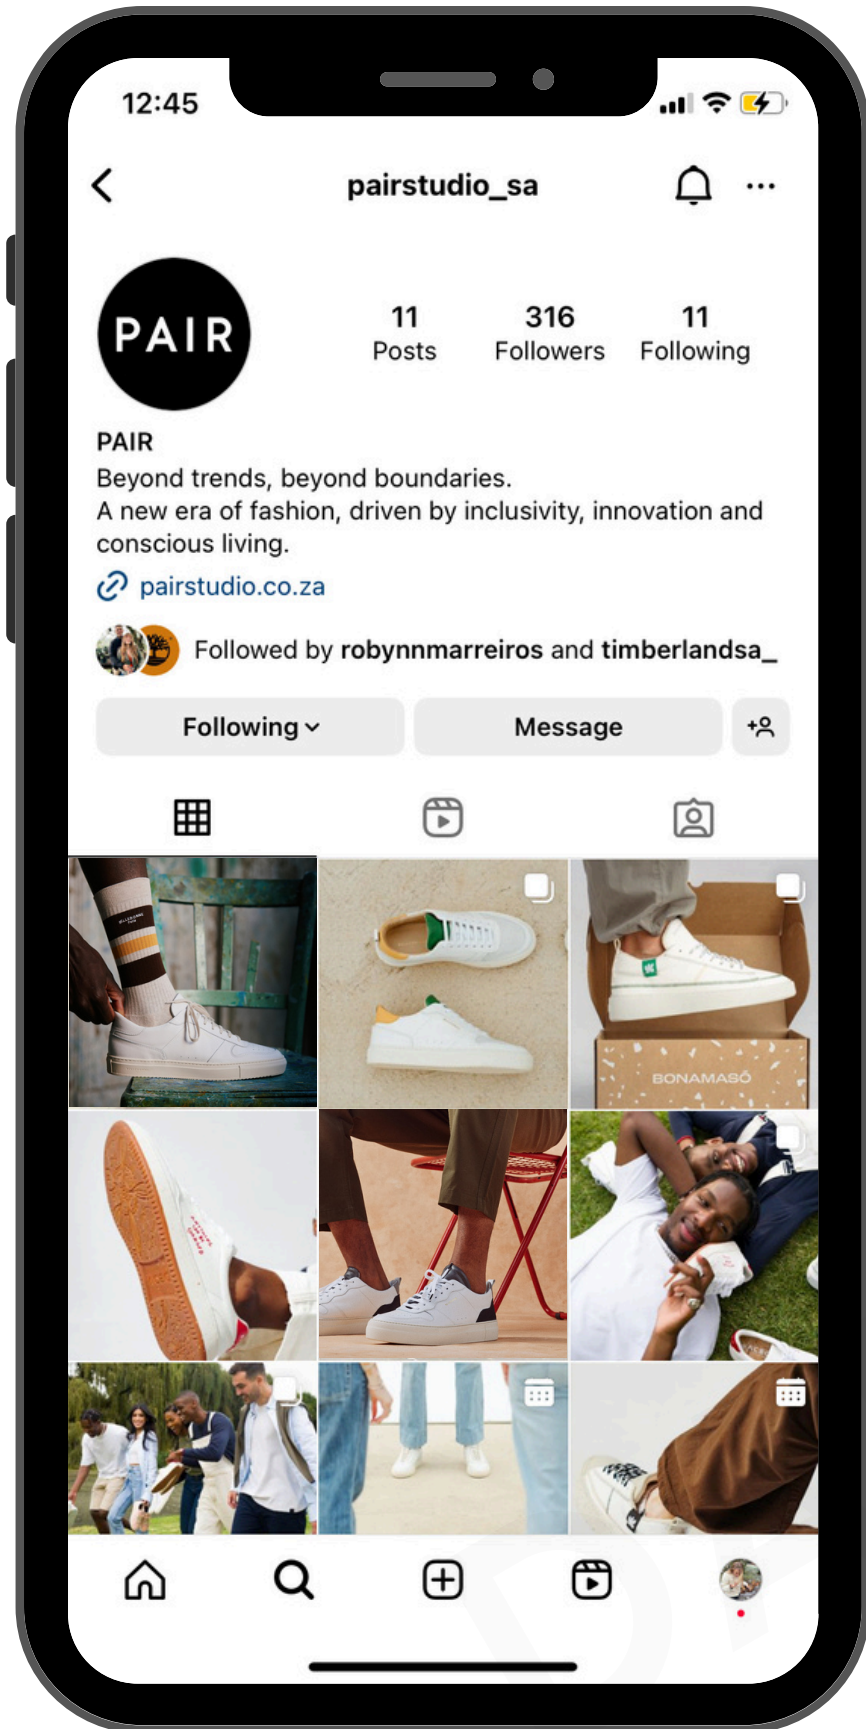 12:45
pairstudio_sa
PAIR
11
316
11
Posts
Followers
Following
PAIR
Beyond trends, beyond boundaries.
A new era of fashion, driven by inclusivity, innovation and
conscious living.
pairstudio.co.za
Followed by robynnmarreiros and timberlandsa_
Following
Message
BONAMASÓ